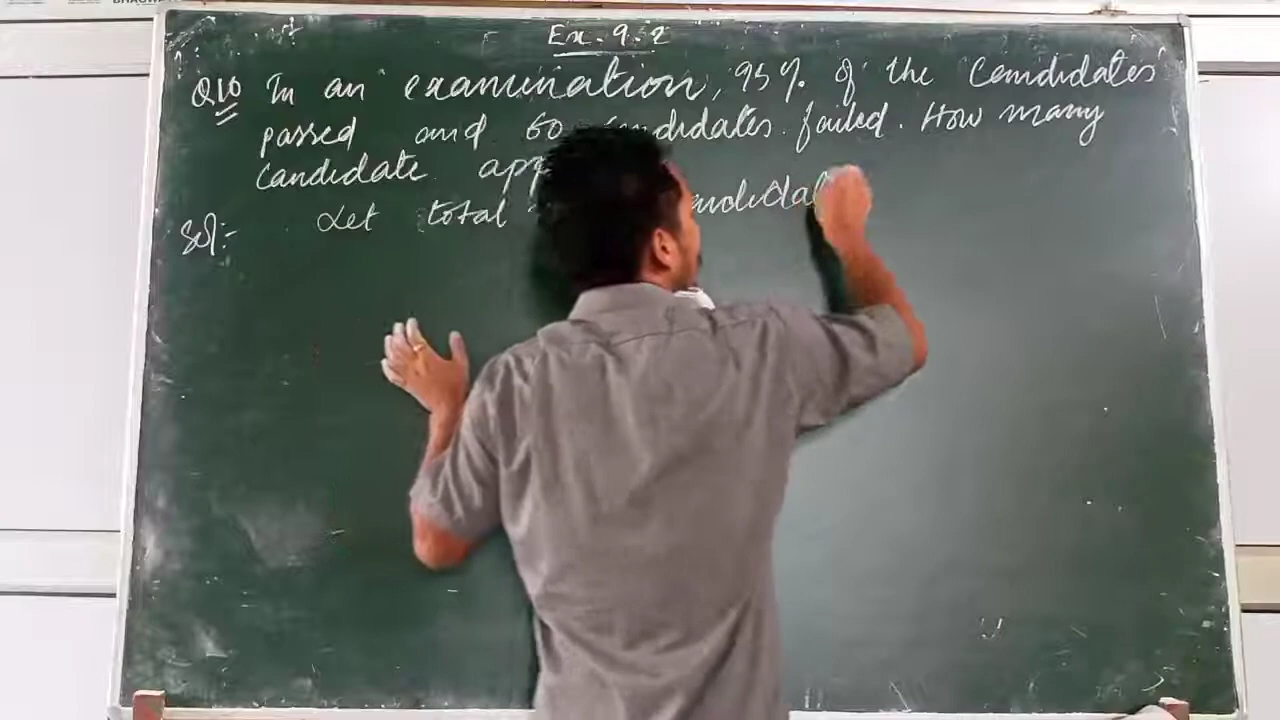 Ex. 9.2
Q10 In an examination, 95% of the Candidates
passed and 60 candidates failed. How many
candidate
Sol:- Let total